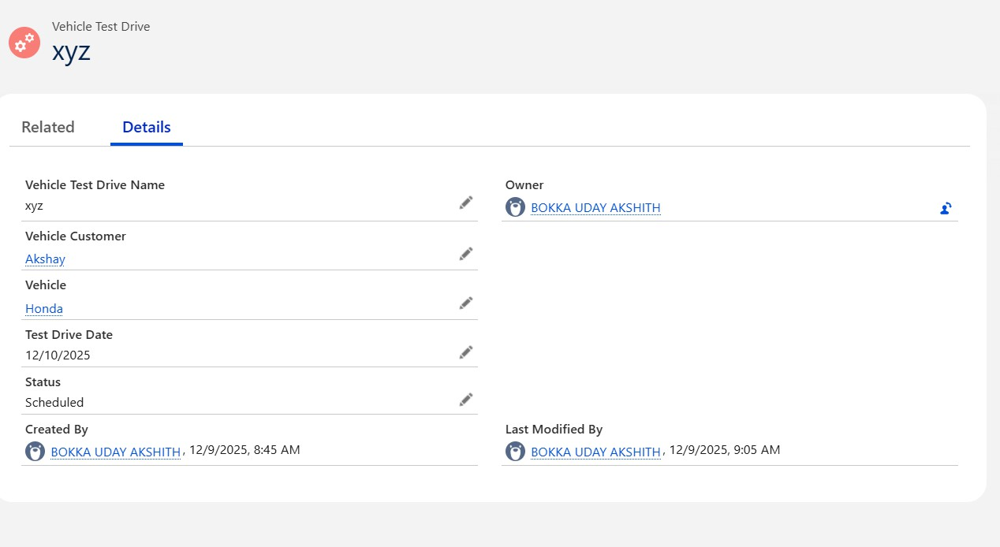 Vehicle Test Drive
xyz
Related Details
Vehicle Test Drive Name
xyz
Owner
BOKKA UDAY AKSHITH
Vehicle Customer
Akshay
Vehicle
Honda
Test Drive Date
12/10/2025
Status
Scheduled
Created By
BOKKA UDAY AKSHITH, 12/9/2025, 8:45 AM
Last Modified By
BOKKA UDAY AKSHITH, 12/9/2025, 9:05 AM